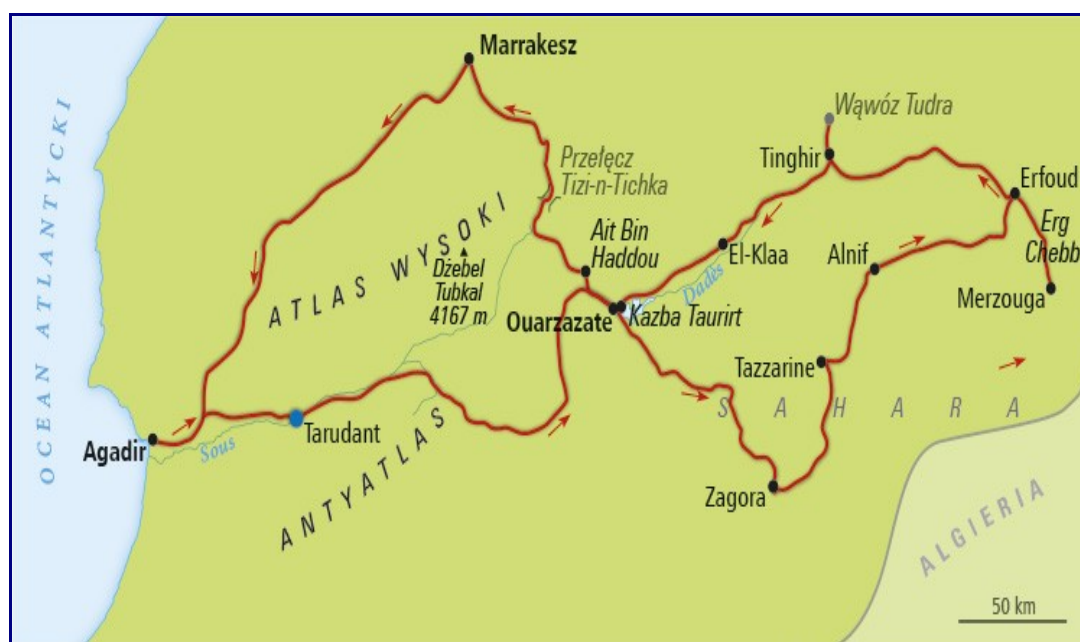 Marrakesz
Wąwóz Tudra
Tinghir
Przełęcz
Tizi-n-Tichka
Erfoud
Erg
Chebb
OCEAN ATLANTYCKI
ATLAS WYSOKI
Ait Bin
Haddou
El-Klaa
Alnif
Dżebel
Tubkal
4167 m
Dadès
Merzouga
Ouarzazate
Kazba Taurirt
Tazzarine
SAHARA
Agadir
Sous
Tarudant
ANTYATLAS
Zagora
ALGIERIA
50 km